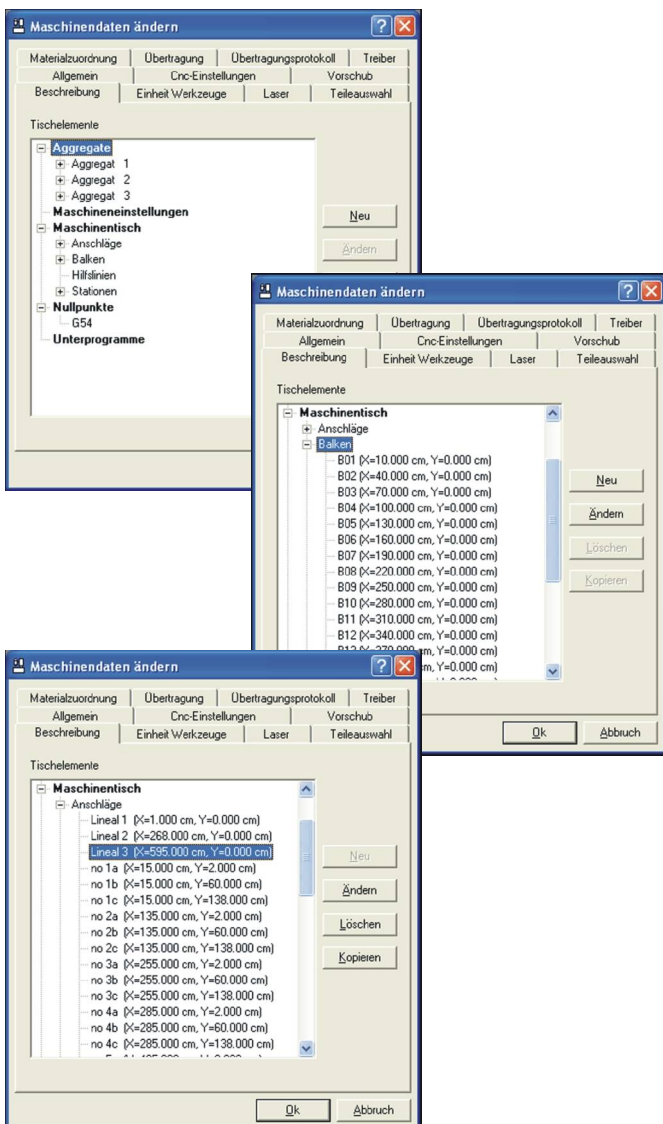 Maschinendaten ändern
Materialzuordnung Übertragung Übertragungsprotokoll Treiber
Allgemein Cnc-Einstellungen Vorschub
Beschreibung Einheit Werkzeuge Laser Teileauswahl
Tischelemente
Aggregate
Aggregat 1
Aggregat 2
Aggregat 3
Maschineneinstellungen
Maschinentisch
Anschläge
Balken
Hilfslinien
Stationen
Nullpunkte
G54
Unterprogramme
Neu
Ändern
Maschinendaten ändern
Materialzuordnung Übertragung Übertragungsprotokoll Treiber
Allgemein Cnc-Einstellungen Vorschub
Beschreibung Einheit Werkzeuge Laser Teileauswahl
Tischelemente
Maschinentisch
Anschläge
Balken
B01 (X=10.000 cm, Y=0.000 cm)
B02 (X=40.000 cm, Y=0.000 cm)
B03 (X=70.000 cm, Y=0.000 cm)
B04 (X=100.000 cm, Y=0.000 cm)
B05 (X=130.000 cm, Y=0.000 cm)
B06 (X=160.000 cm, Y=0.000 cm)
B07 (X=190.000 cm, Y=0.000 cm)
B08 (X=220.000 cm, Y=0.000 cm)
B09 (X=250.000 cm, Y=0.000 cm)
B10 (X=280.000 cm, Y=0.000 cm)
B11 (X=310.000 cm, Y=0.000 cm)
B12 (X=340.000 cm, Y=0.000 cm)
cm, Y=0.000 cm)
cm, Y=0.000 cm)
Neu
Ändern
Löschen
Kopieren
Ok Abbruch
Maschinendaten ändern
Materialzuordnung Übertragung Übertragungsprotokoll Treiber
Allgemein Cnc-Einstellungen Vorschub
Beschreibung Einheit Werkzeuge Laser Teileauswahl
Tischelemente
Maschinentisch
Anschläge
Lineal 1 (X=1.000 cm, Y=0.000 cm)
Lineal 2 (X=268.000 cm, Y=0.000 cm)
Lineal 3 (X=595.000 cm, Y=0.000 cm)
no 1a (X=15.000 cm, Y=2.000 cm)
no 1b (X=15.000 cm, Y=60.000 cm)
no 1c (X=15.000 cm, Y=138.000 cm)
no 2a (X=135.000 cm, Y=2.000 cm)
no 2b (X=135.000 cm, Y=60.000 cm)
no 2c (X=135.000 cm, Y=138.000 cm)
no 3a (X=255.000 cm, Y=2.000 cm)
no 3b (X=255.000 cm, Y=60.000 cm)
no 3c (X=255.000 cm, Y=138.000 cm)
no 4a (X=285.000 cm, Y=2.000 cm)
no 4b (X=285.000 cm, Y=60.000 cm)
no 4c (X=285.000 cm, Y=138.000 cm)
Neu
Ändern
Löschen
Kopieren
Ok Abbruch